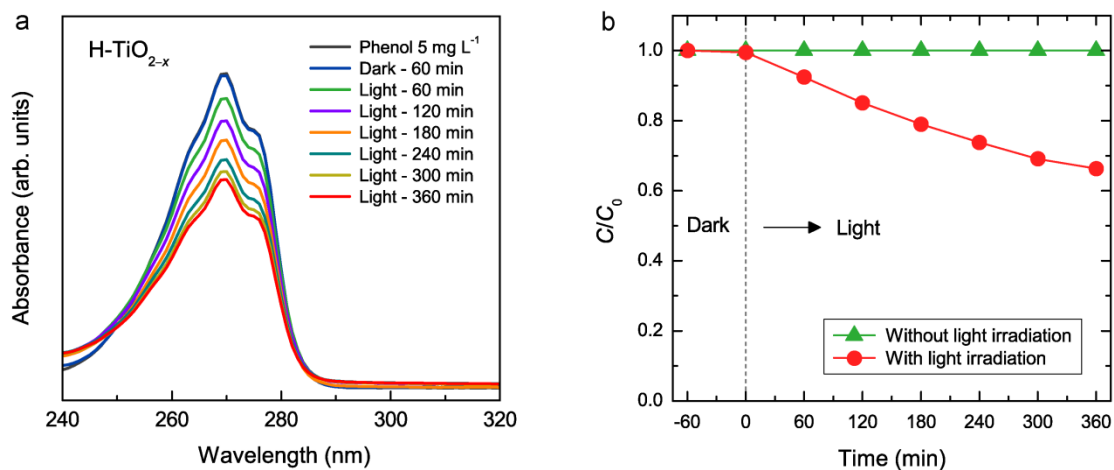 a
H-TiO2−x
Phenol 5 mg L−1
Dark - 60 min
Light - 60 min
Light - 120 min
Light - 180 min
Light - 240 min
Light - 300 min
Light - 360 min
Absorbance (arb. units)
240 260 280 300 320
Wavelength (nm)
b
1.0
0.8
0.6
0.4
0.2
0.0
C/C0
Dark
Light
Without light irradiation
With light irradiation
-60 0 60 120 180 240 300 360
Time (min)